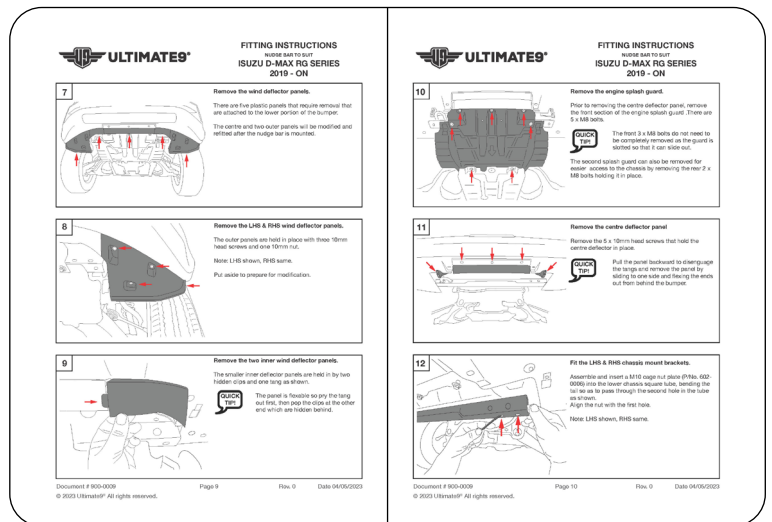 U9 ULTIMATE9®
FITTING INSTRUCTIONS
NUDGE BAR TO SUIT
ISUZU D-MAX RG SERIES
2019 - ON
7
Remove the wind deflector panels.
There are five plastic panels that require removal that
are attached to the lower portion of the bumper.
The centre and two outer panels will be modified and
refitted after the nudge bar is mounted.
8
Remove the LHS & RHS wind deflector panels.
The outer panels are held in place with three 10mm
head screws and one 10mm nut.
Note: LHS shown, RHS same.
Put aside to prepare for modification.
9
Remove the two inner wind deflector panels.
The smaller inner deflector panels are held in by two
hidden clips and one tang as shown.
QUICK
TIP!
The panel is flexable so pry the tang
out first, then pop the clips at the other
end which are hidden behind.
Document # 900-0009 Page 9 Rev. 0 Date 04/05/2023
© 2023 Ultimate9® All rights reserved.
U9 ULTIMATE9®
FITTING INSTRUCTIONS
NUDGE BAR TO SUIT
ISUZU D-MAX RG SERIES
2019 - ON
10
Remove the engine splash guard.
Prior to removing the centre deflector panel, remove
the front section of the engine splash guard .There are
5 x M8 bolts.
QUICK
TIP!
The front 3 x M8 bolts do not need to
be completely removed as the guard is
slotted so that it can slide out.
The second splash guard can also be removed for
easier access to the chassis by removing the rear 2 x
M8 bolts holding it in place.
11
Remove the centre deflector panel
Remove the 5 x 10mm head screws that hold the
centre deflector in place.
QUICK
TIP!
Pull the panel backward to disenguage
the tangs and remove the panel by
sliding to one side and flexing the ends
out from behind the bumper.
12
Fit the LHS & RHS chassis mount brackets.
Assemble and insert a M10 cage nut plate (P/No. 602-
0006) into the lower chassis square tube, bending the
tail so as to pass through the second hole in the tube
as shown.
Align the nut with the first hole.
Note: LHS shown, RHS same.
Document # 900-0009 Page 10 Rev. 0 Date 04/05/2023
© 2023 Ultimate9® All rights reserved.